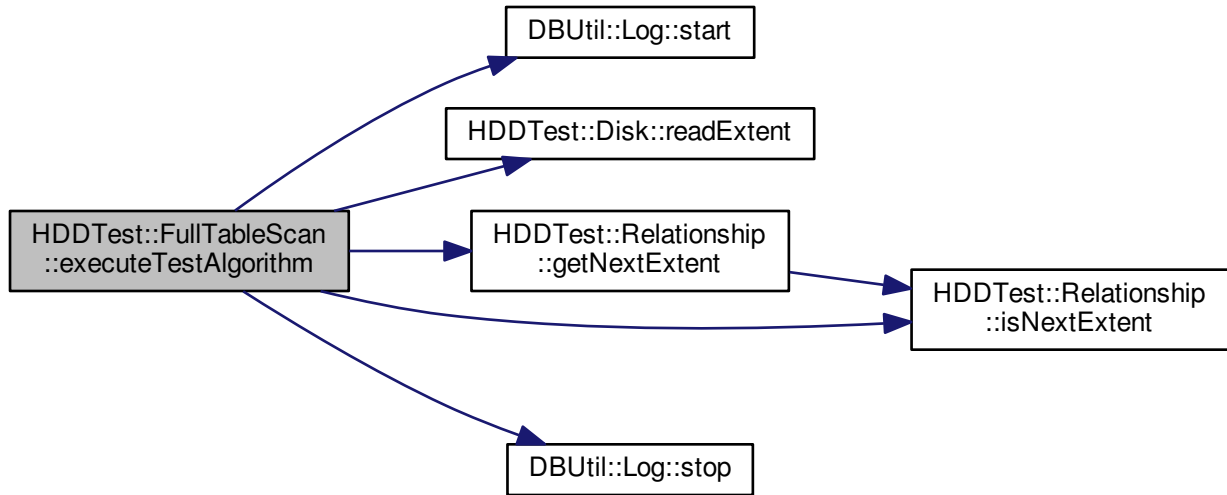 DBUtil::Log::start
HDDTest::Disk::readExtent
HDDTest::FullTableScan
::executeTestAlgorithm
HDDTest::Relationship
::getNextExtent
HDDTest::Relationship
::isNextExtent
DBUtil::Log::stop